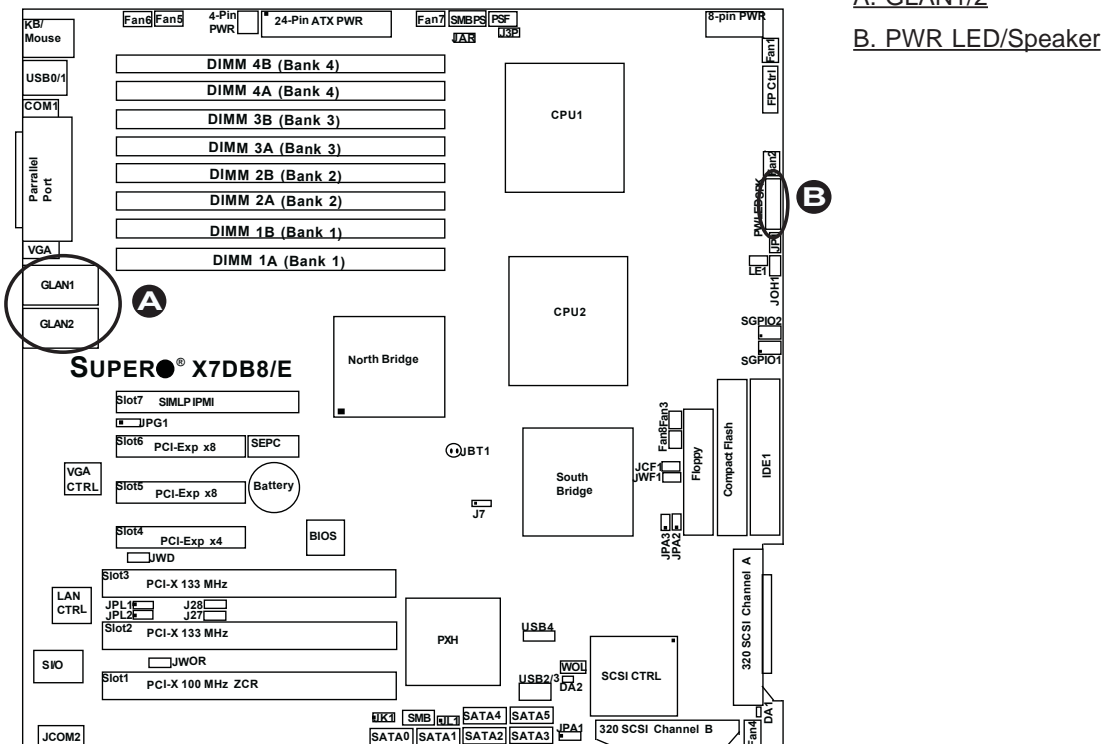 A. GLAN1/2
B. PWR LED/Speaker
KB/
Mouse
Fan6 Fan5
4-Pin
PWR
24-Pin ATX PWR
Fan7
SMBPS
PSF
JAR
J3P
8-pin PWR
Fan1
USB0/1
COM1
FP Ctrl
DIMM 4B (Bank 4)
DIMM 4A (Bank 4)
DIMM 3B (Bank 3)
DIMM 3A (Bank 3)
DIMM 2B (Bank 2)
DIMM 2A (Bank 2)
DIMM 1B (Bank 1)
DIMM 1A (Bank 1)
CPU1
Parrallel
Port
Fan2
PWLEDSPK
B
VGA
GLAN1
GLAN2
A
LE1
JOH1
CPU2
SGPIO2
SGPIO1
SUPER ® X7DB8/E
North Bridge
Slot7 SIMLP IPMI
JPG1
Slot6 PCI-Exp x8
SEPC
JBT1
Fan8Fan3
Floppy
Compact Flash
IDE1
VGA
CTRL
Slot5 PCI-Exp x8
Battery
JCF1
JWF1
South
Bridge
J7
Slot4 PCI-Exp x4
BIOS
JPA3
JPA2
JWD
Slot3 PCI-X 133 MHz
LAN
CTRL
JPL1
JPL2
J28
J27
Slot2 PCI-X 133 MHz
PXH
USB4
320 SCSI Channel A
SI/O
JWOR
WOL
SCSI CTRL
Slot1 PCI-X 100 MHz ZCR
USB2/3
DA2
DA1
JCOM2
JK1
SMB
JL1
SATA4 SATA5
SATA0 SATA1 SATA2 SATA3
JPA1
320 SCSI Channel B
Fan4